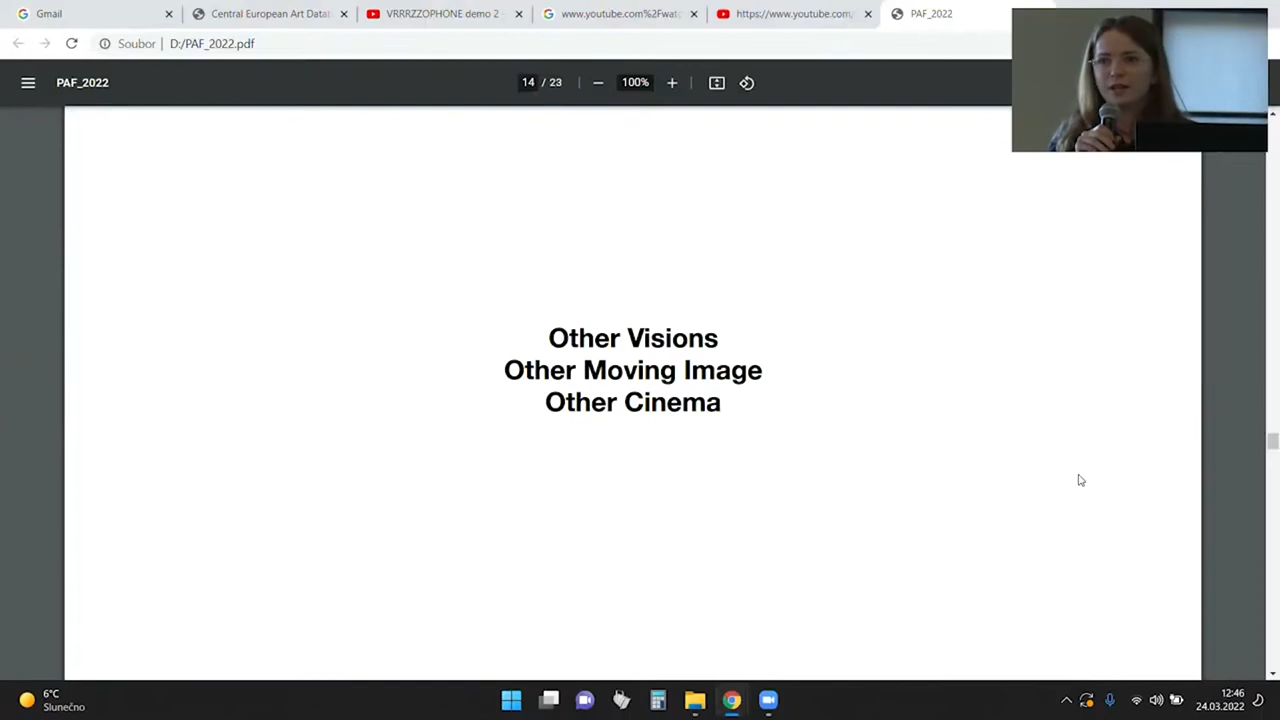 Gmail
Central European Art Datab
VRRRZZOPHONE demo 2
www.youtube.com%2Fwatc
https://www.youtube.com/
PAF_2022
Soubor | D:/PAF_2022.pdf
PAF_2022
14 / 23
100%
Other Visions
Other Moving Image
Other Cinema
6°C
Slunečno
12:46
24.03.2022